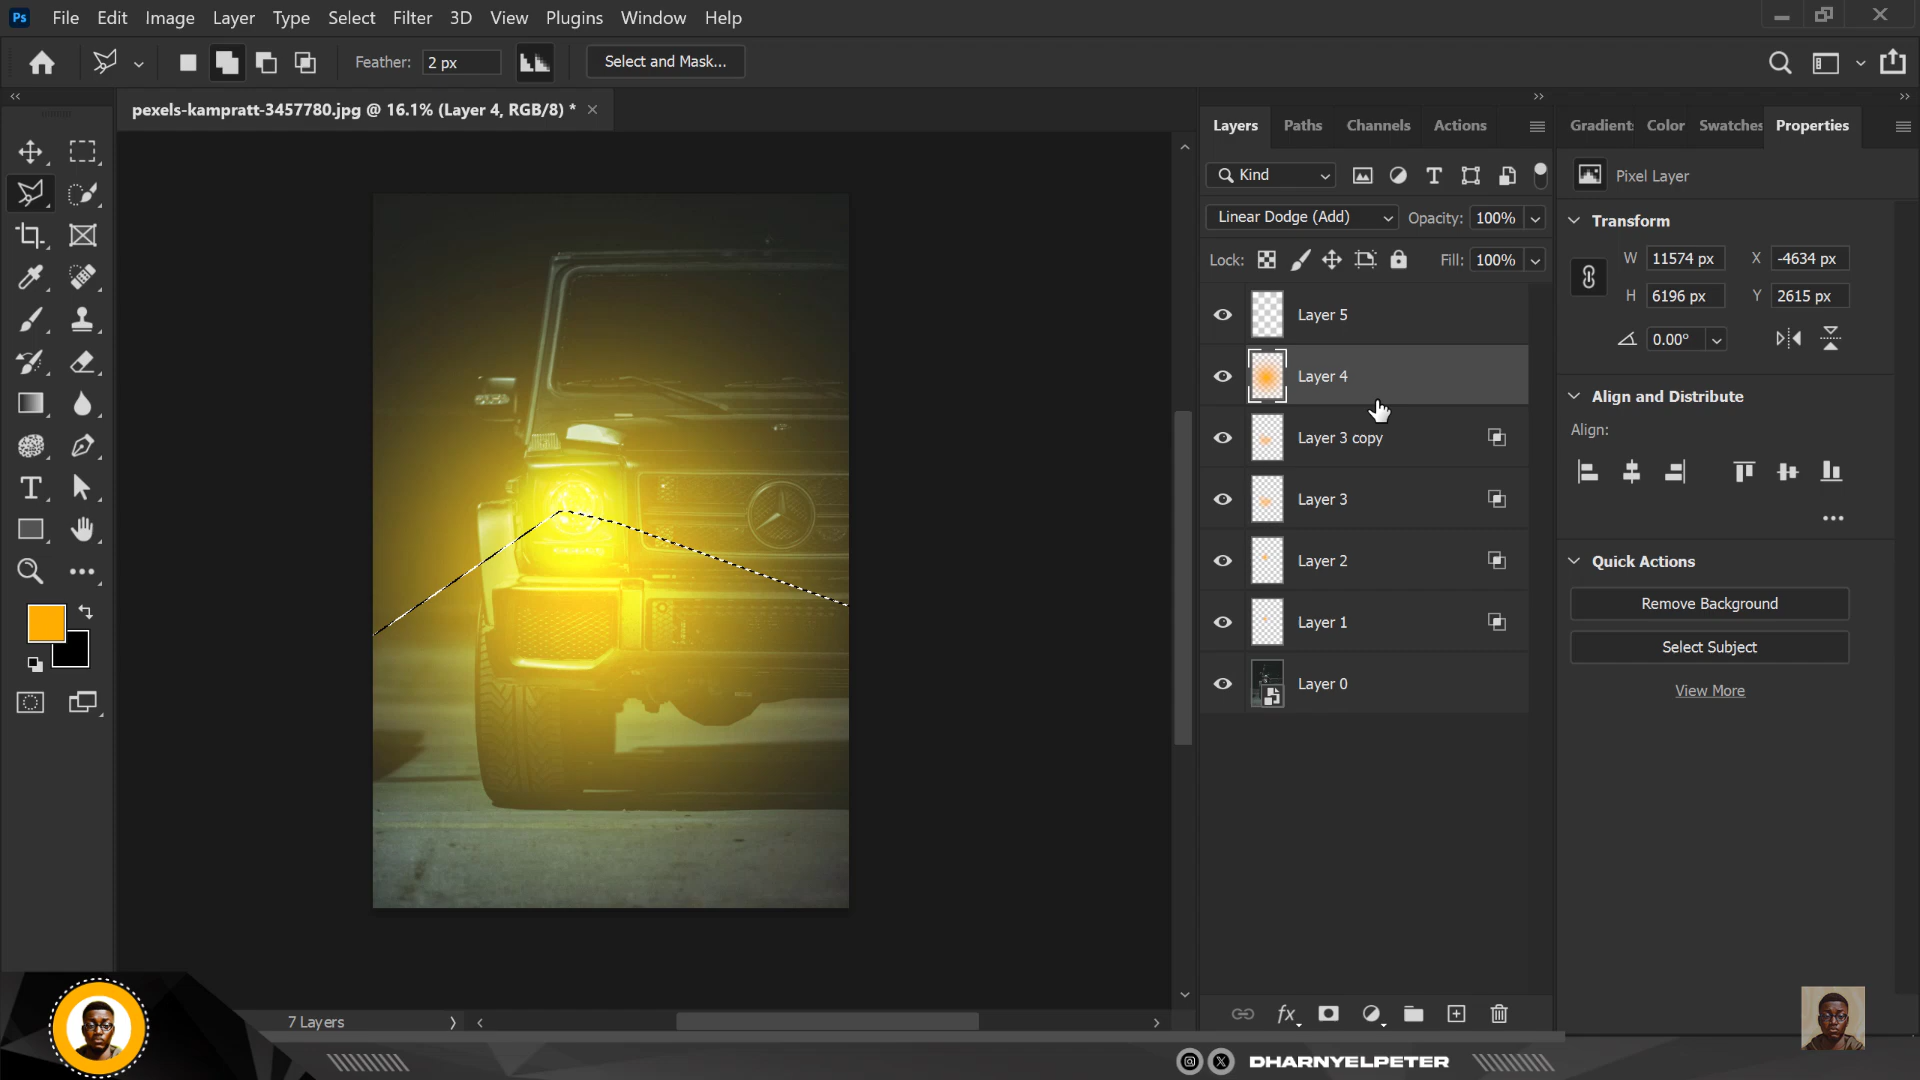 Ps File Edit Image Layer Type Select Filter 3D View Plugins Window Help
Feather: 2 px Select and Mask...
pexels-kampratt-3457780.jpg @ 16.1% (Layer 4, RGB/8) *
Layers Paths Channels Actions
Gradient: Color Swatches Properties
Kind
Pixel Layer
Linear Dodge (Add) Opacity: 100%
Transform
Lock: Fill: 100%
W 11574 px X -4634 px
H 6196 px Y 2615 px
0.00°
Layer 5
Layer 4
Layer 3 copy
Layer 3
Layer 2
Layer 1
Layer 0
Align and Distribute
Align:
Quick Actions
Remove Background
Select Subject
View More
7 Layers
DHARNYELPETER